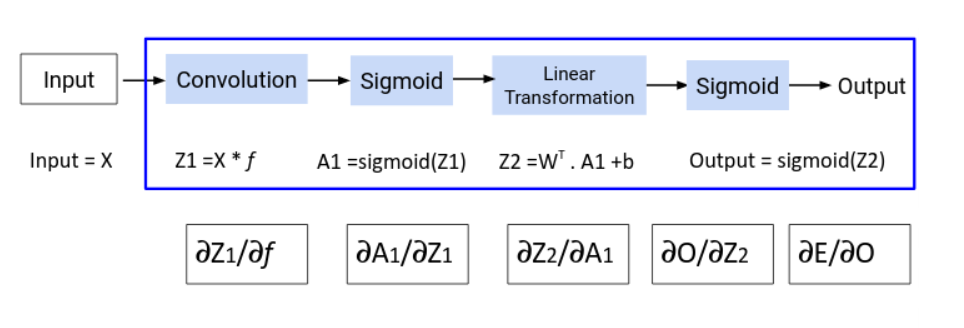 Input
Convolution
Sigmoid
Linear
Transformation
Sigmoid
Output
Input = X
Z1 =X * f
A1 =sigmoid(Z1)
Z2 =Wᵀ . A1 +b
Output = sigmoid(Z2)
∂Z1/∂f
∂A1/∂Z1
∂Z2/∂A1
∂O/∂Z2
∂E/∂O